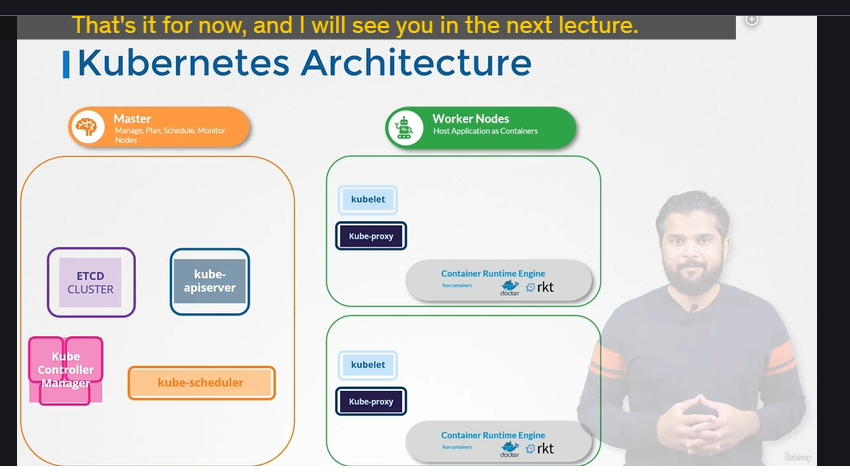 That's it for now, and I will see you in the next lecture.
Kubernetes Architecture
Master
Manage, Plan, Schedule, Monitor
Nodes
Worker Nodes
Host Application as Containers
ETCD
CLUSTER
kube-
apiserver
Kube
Controller
Manager
kube-scheduler
kubelet
Kube-proxy
Container Runtime Engine
Run containers
docker
rkt
kubelet
Kube-proxy
Container Runtime Engine
Run containers
docker
rkt
ûdemy